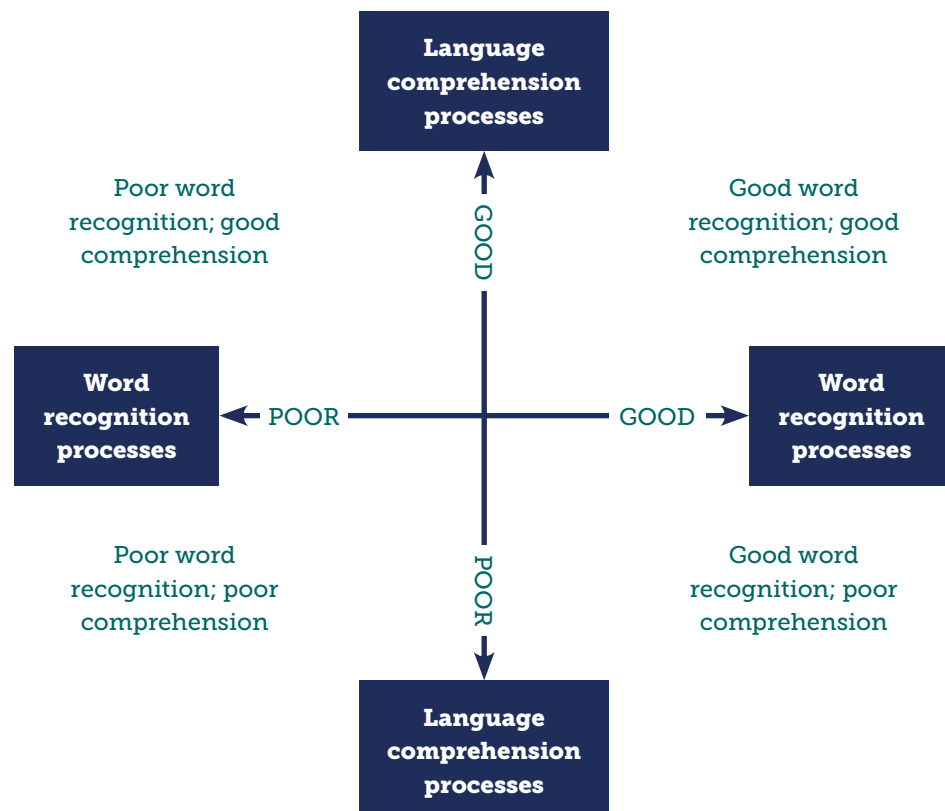 Language
comprehension
processes
Poor word
recognition; good
comprehension
GOOD
Good word
recognition; good
comprehension
Word
recognition
processes
POOR
GOOD
Word
recognition
processes
Poor word
recognition; poor
comprehension
POOR
Good word
recognition; poor
comprehension
Language
comprehension
processes